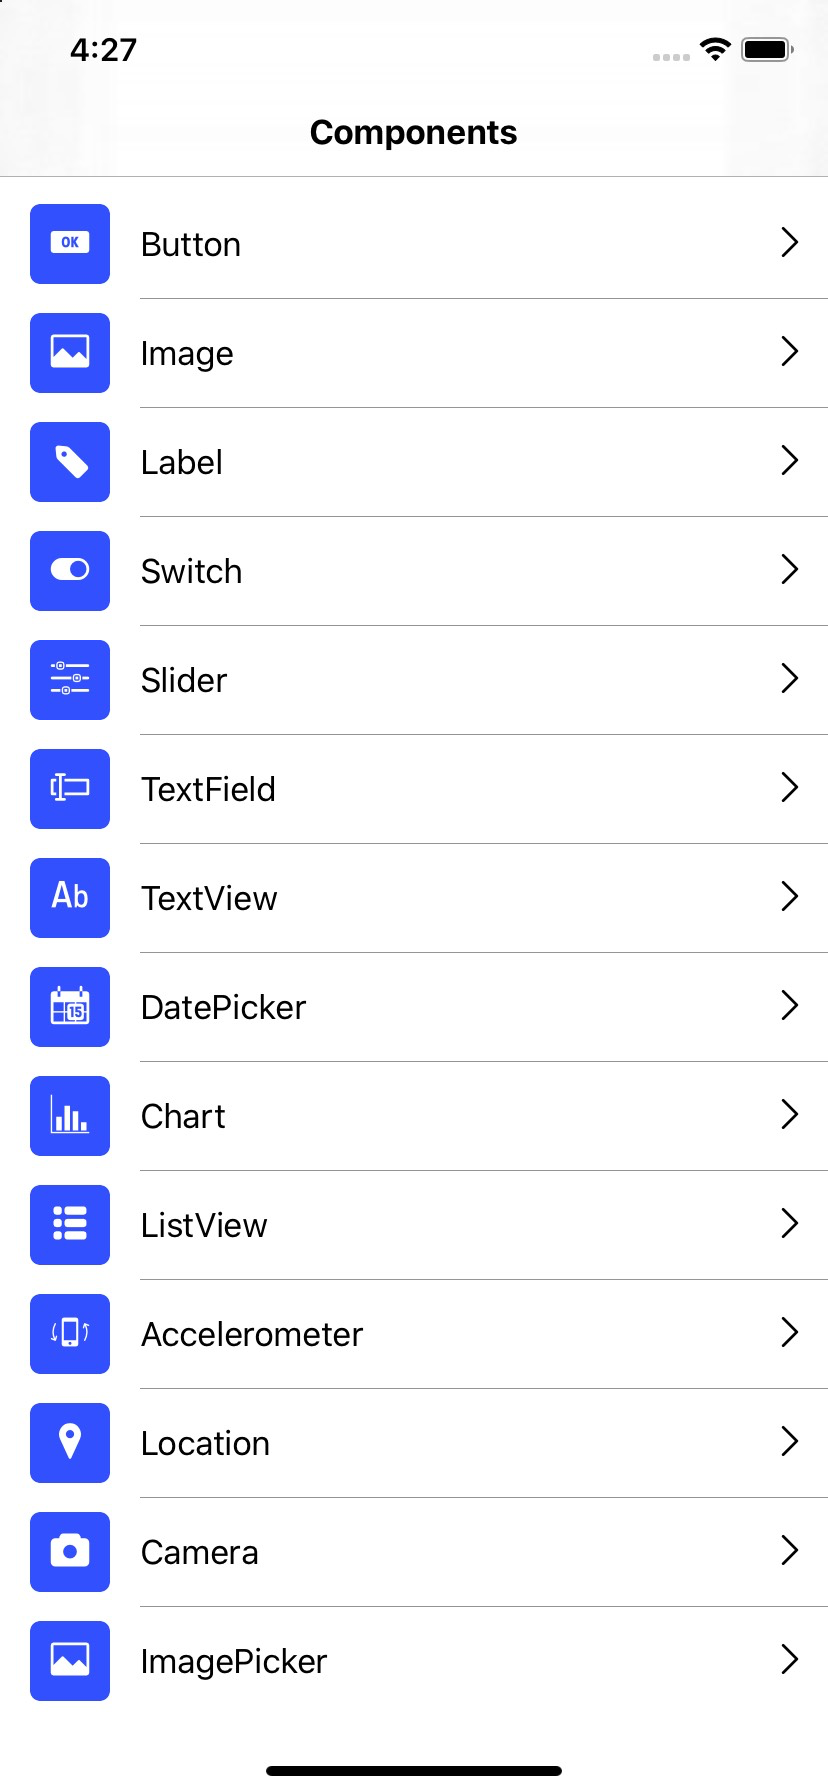 4:27
Components
OK
Button
Image
Label
Switch
Slider
TextField
Ab
TextView
15
DatePicker
Chart
ListView
Accelerometer
Location
Camera
ImagePicker